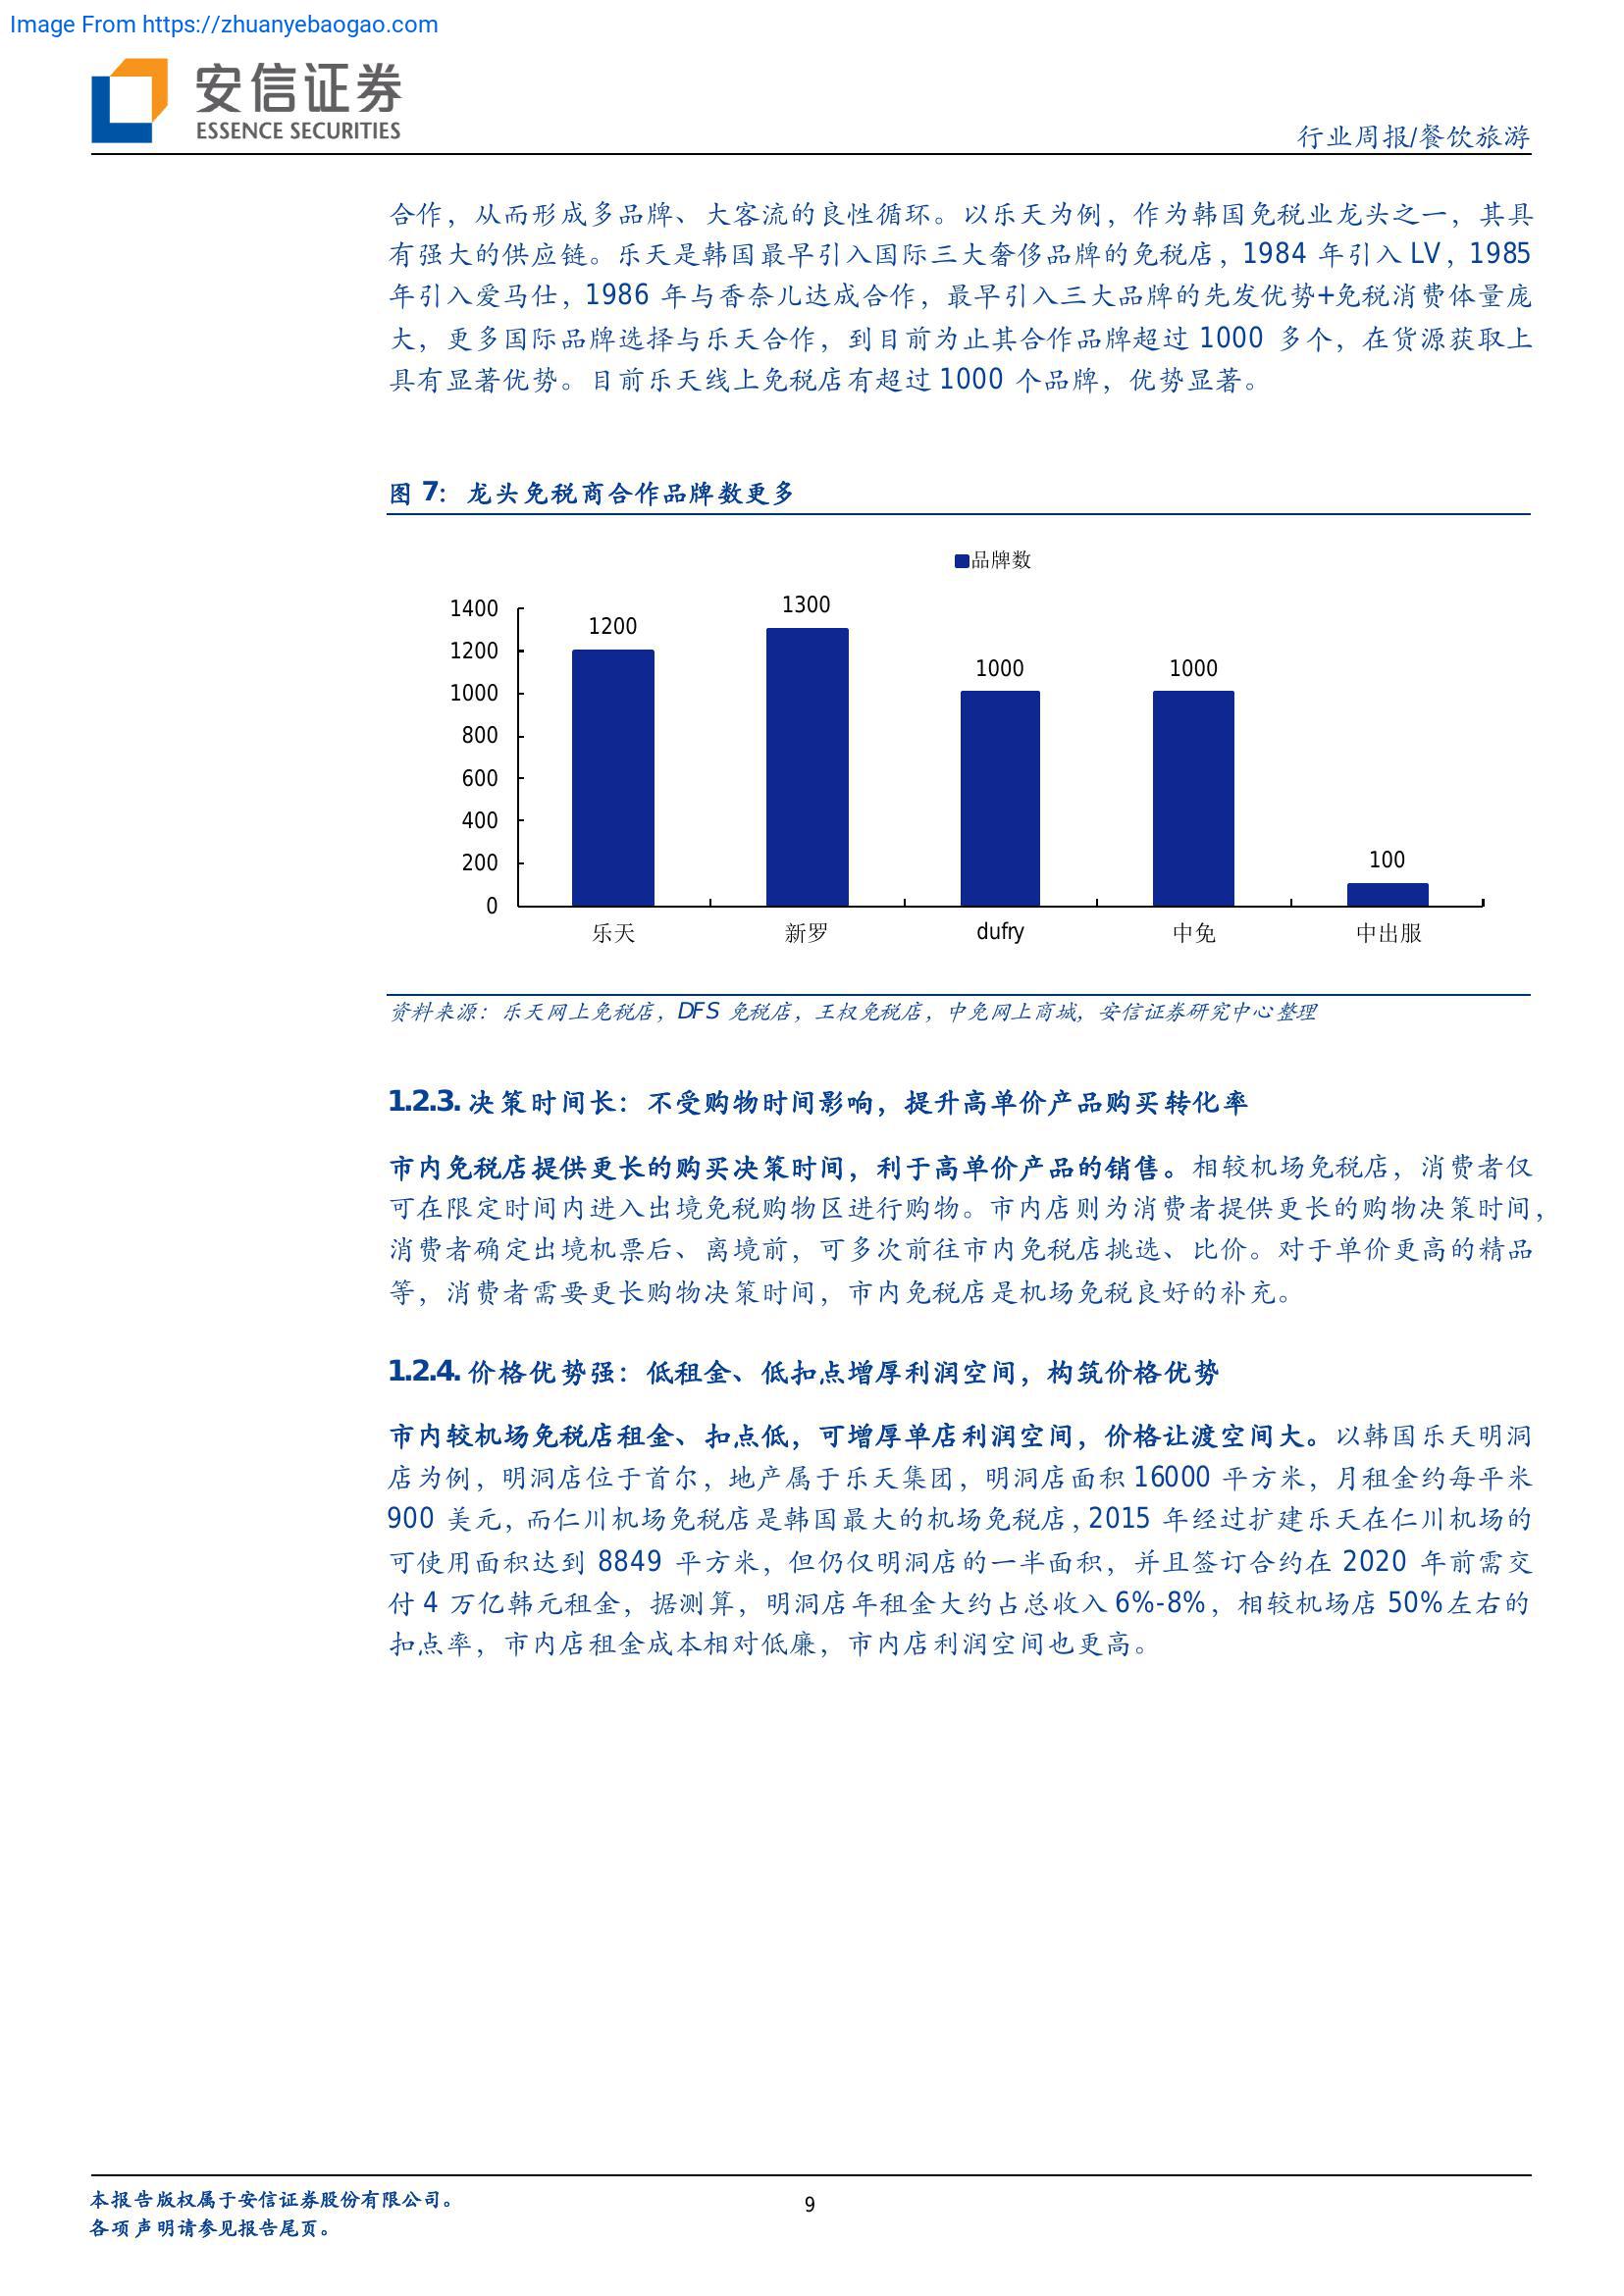 Image From https://zhuanyebaogao.com
安信证券
ESSENCE SECURITIES
行业周报/餐饮旅游
合作，从而形成多品牌、大客流的良性循环。以乐天为例，作为韩国免税业龙头之一，其具
有强大的供应链。乐天是韩国最早引入国际三大奢侈品牌的免税店，1984 年引入 LV，1985
年引入爱马仕，1986 年与香奈儿达成合作，最早引入三大品牌的先发优势+免税消费体量庞
大，更多国际品牌选择与乐天合作，到目前为止其合作品牌超过 1000 多个，在货源获取上
具有显著优势。目前乐天线上免税店有超过 1000 个品牌，优势显著。
图 7：龙头免税商合作品牌数更多
品牌数
1400
1200
1000
800
600
400
200
0
1200
1300
1000
1000
100
乐天
新罗
dufry
中免
中出服
资料来源：乐天网上免税店，DFS 免税店，王权免税店，中免网上商城，安信证券研究中心整理
1.2.3. 决策时间长：不受购物时间影响，提升高单价产品购买转化率
市内免税店提供更长的购买决策时间，利于高单价产品的销售。相较机场免税店，消费者仅
可在限定时间内进入出境免税购物区进行购物。市内店则为消费者提供更长的购物决策时间，
消费者确定出境机票后、离境前，可多次前往市内免税店挑选、比价。对于单价更高的精品
等，消费者需要更长购物决策时间，市内免税店是机场免税良好的补充。
1.2.4. 价格优势强：低租金、低扣点增厚利润空间，构筑价格优势
市内较机场免税店租金、扣点低，可增厚单店利润空间，价格让渡空间大。以韩国乐天明洞
店为例，明洞店位于首尔，地产属于乐天集团，明洞店面积 16000 平方米，月租金约每平米
900 美元，而仁川机场免税店是韩国最大的机场免税店，2015 年经过扩建乐天在仁川机场的
可使用面积达到 8849 平方米，但仍仅明洞店的一半面积，并且签订合约在 2020 年前需交
付 4 万亿韩元租金，据测算，明洞店年租金大约占总收入 6%-8%，相较机场店 50%左右的
扣点率，市内店租金成本相对低廉，市内店利润空间也更高。
本报告版权属于安信证券股份有限公司。
各项声明请参见报告尾页。
9